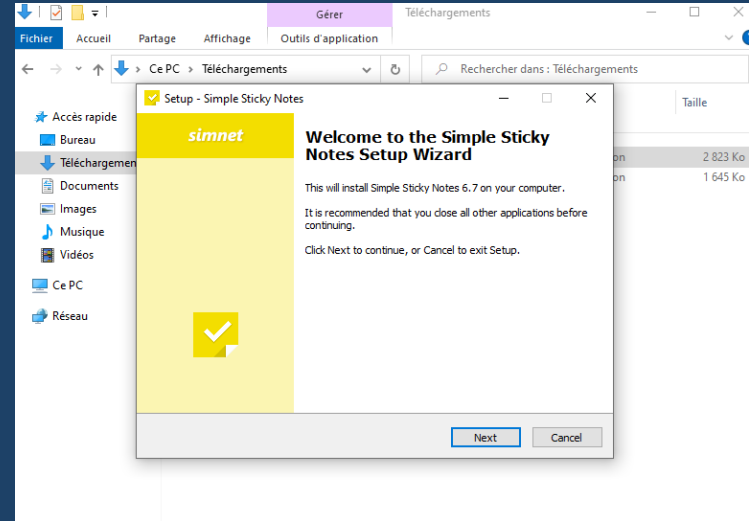 Gérer
Téléchargements
Fichier
Accueil
Partage
Affichage
Outils d'application
Ce PC > Téléchargements
Rechercher dans : Téléchargements
Setup - Simple Sticky Notes
Taille
Accès rapide
Bureau
Téléchargemen
Documents
Images
Musique
Vidéos
Ce PC
Réseau
simnet
Welcome to the Simple Sticky
Notes Setup Wizard
This will install Simple Sticky Notes 6.7 on your computer.
It is recommended that you close all other applications before
continuing.
Click Next to continue, or Cancel to exit Setup.
on
2 823 Ko
on
1 645 Ko
Next
Cancel